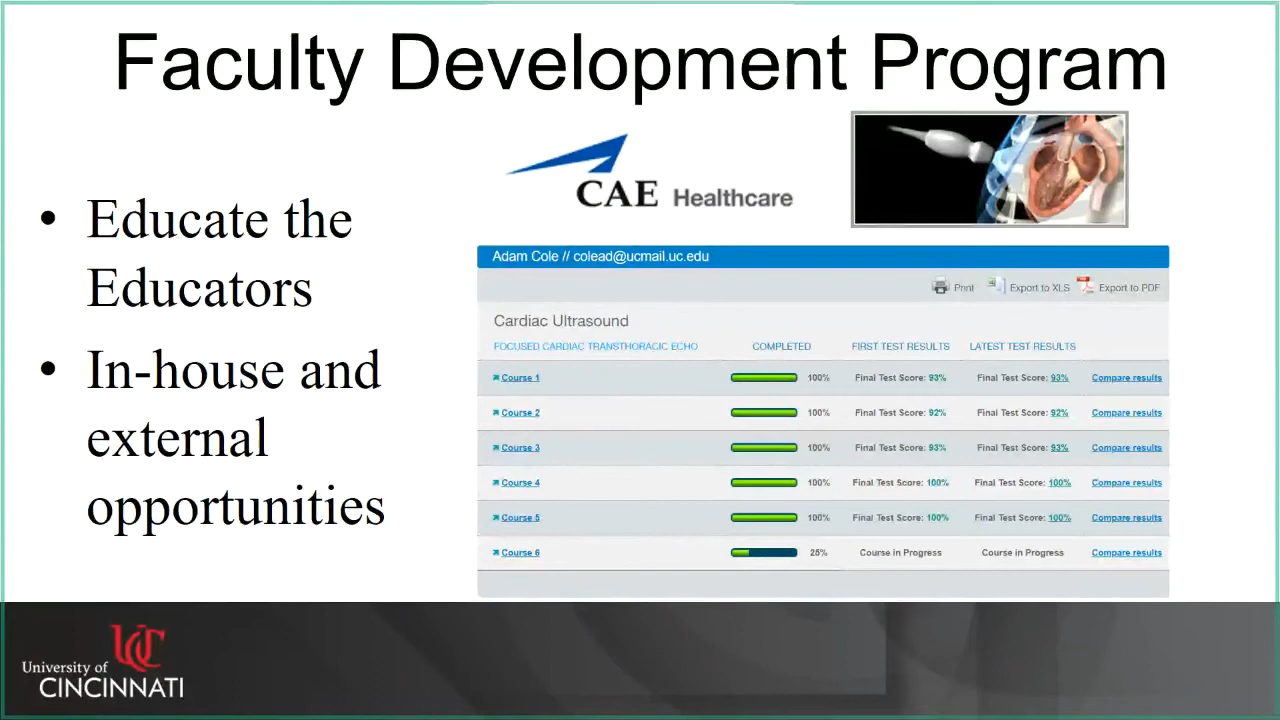 Faculty Development Program
• Educate the
Educators
• In-house and
external
opportunities
CAE Healthcare
Adam Cole // colead@ucmail.uc.edu
Print Export to XLS Export to PDF
Cardiac Ultrasound
FOCUSED CARDIAC TRANSTHORACIC ECHO COMPLETED FIRST TEST RESULTS LATEST TEST RESULTS
Course 1 100% Final Test Score: 93% Final Test Score: 93% Compare results
Course 2 100% Final Test Score: 92% Final Test Score: 92% Compare results
Course 3 100% Final Test Score: 93% Final Test Score: 93% Compare results
Course 4 100% Final Test Score: 100% Final Test Score: 100% Compare results
Course 5 100% Final Test Score: 100% Final Test Score: 100% Compare results
Course 6 25% Course in Progress Course in Progress Compare results
UC
University of
CINCINNATI